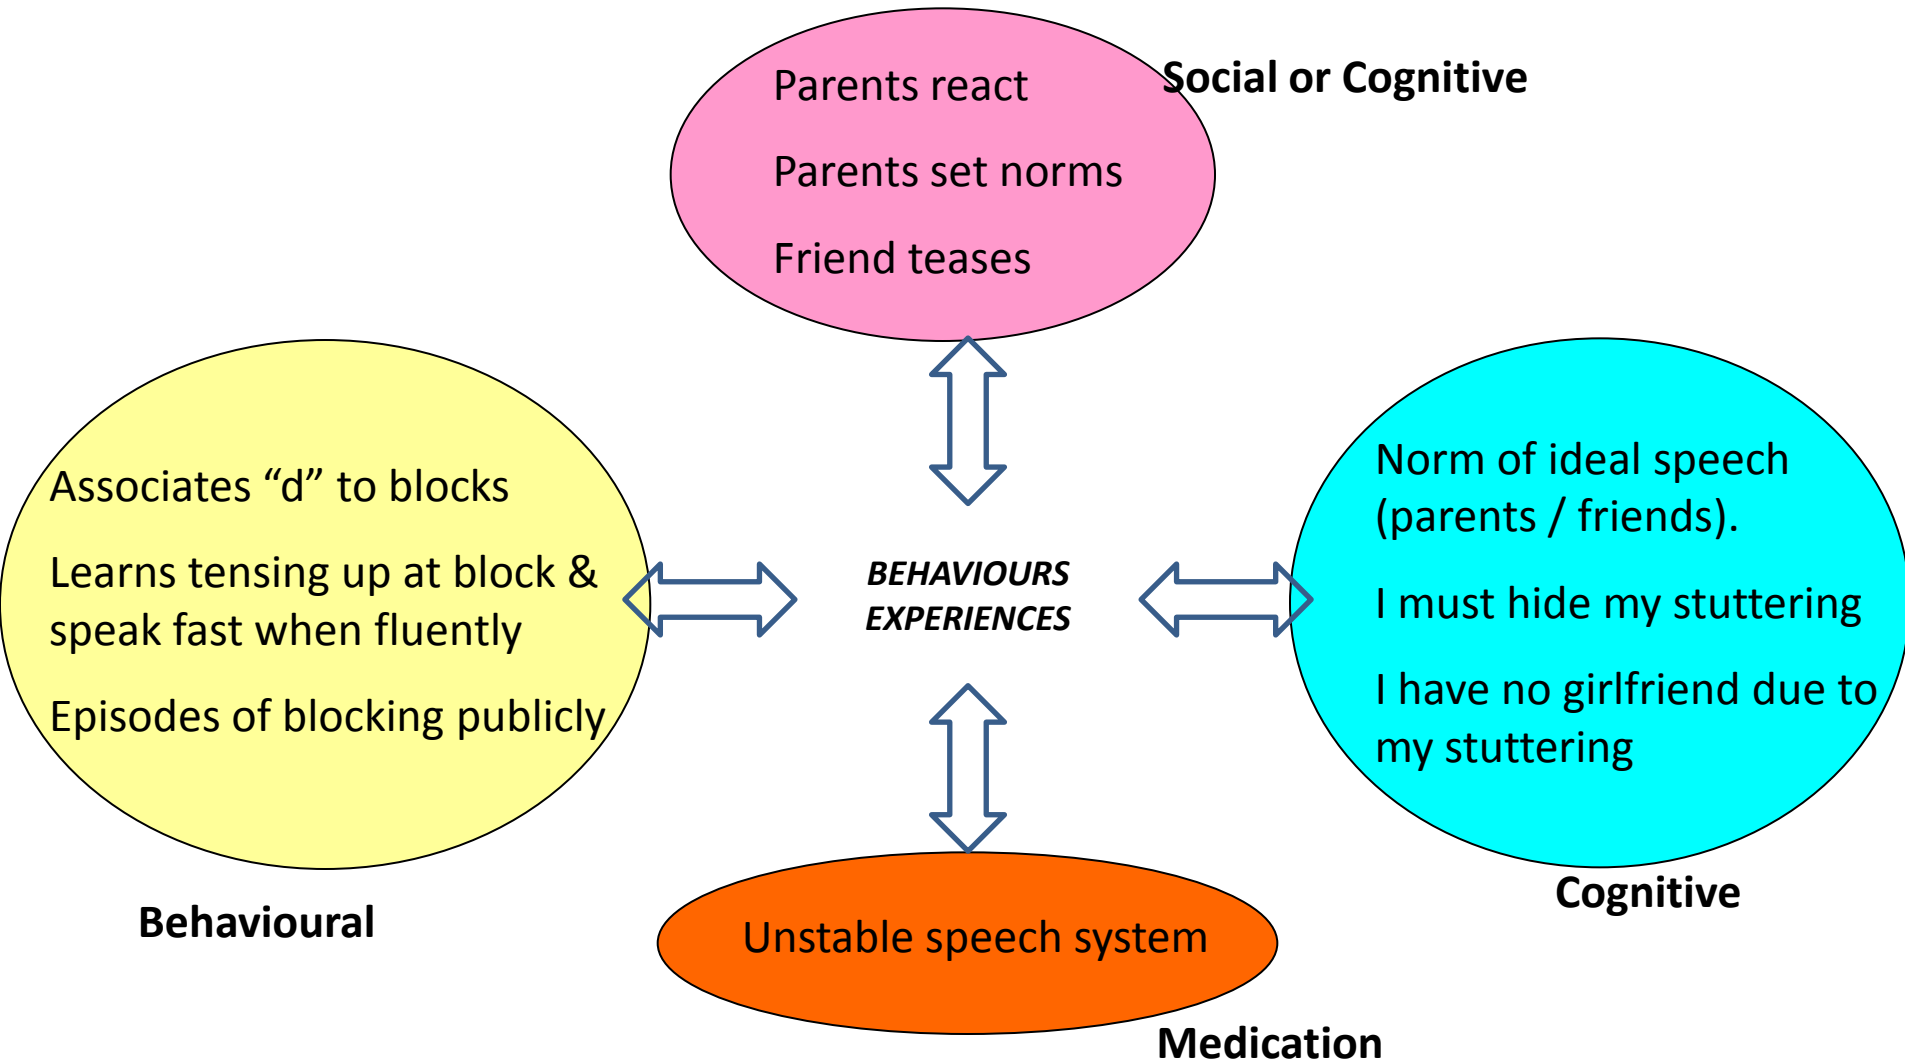 Parents react
Social or Cognitive
Parents set norms
Friend teases
Associates “d” to blocks
Learns tensing up at block &
speak fast when fluently
Episodes of blocking publicly
BEHAVIOURS
EXPERIENCES
Norm of ideal speech
(parents / friends).
I must hide my stuttering
I have no girlfriend due to
my stuttering
Behavioural
Cognitive
Unstable speech system
Medication